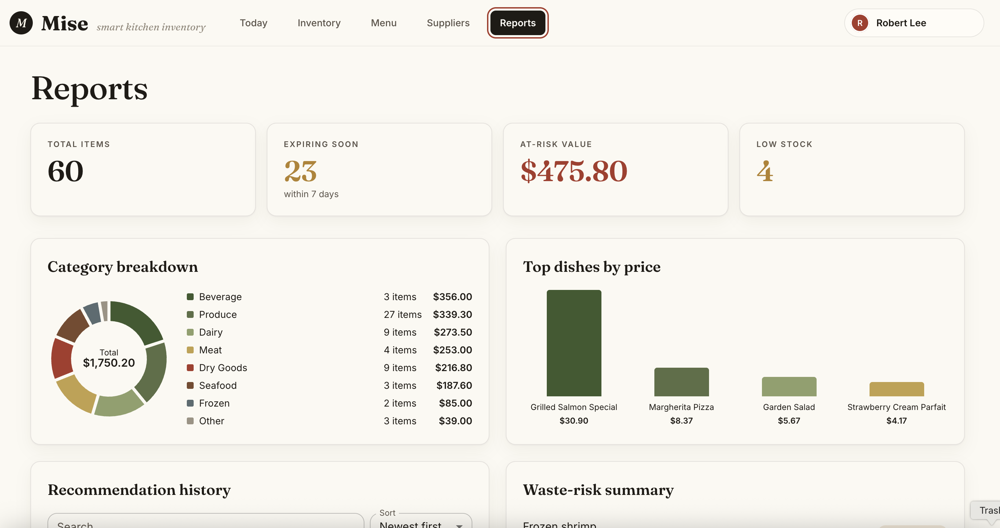 M Mise smart kitchen inventory Today Inventory Menu Suppliers Reports R Robert Lee
Reports
TOTAL ITEMS
60
EXPIRING SOON
23
within 7 days
AT-RISK VALUE
$475.80
LOW STOCK
4
Category breakdown
Total
$1,750.20
Beverage 3 items $356.00
Produce 27 items $339.30
Dairy 9 items $273.50
Meat 4 items $253.00
Dry Goods 9 items $216.80
Seafood 3 items $187.60
Frozen 2 items $85.00
Other 3 items $39.00
Top dishes by price
Grilled Salmon Special
$30.90
Margherita Pizza
$8.37
Garden Salad
$5.67
Strawberry Cream Parfait
$4.17
Recommendation history
Search
Sort
Newest first
Waste-risk summary
Frozen shrimp